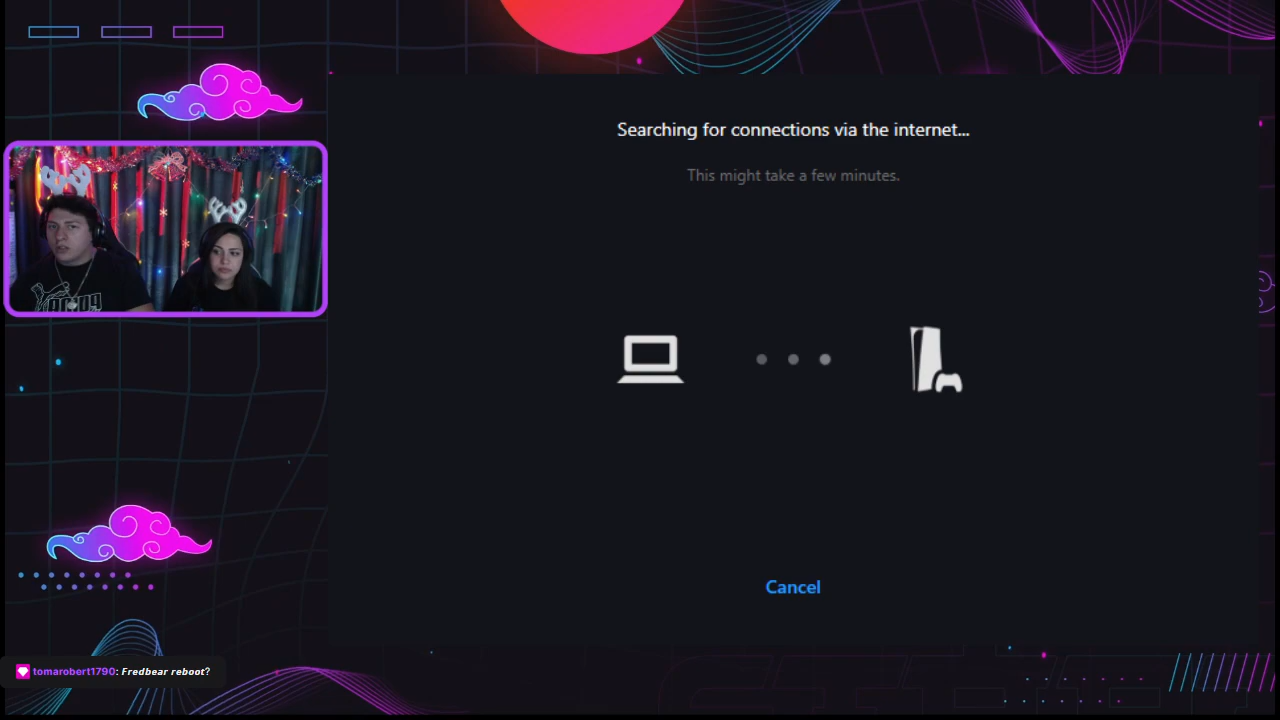 Searching for connections via the internet...
This might take a few minutes.
Cancel
tomarobert1790: Fredbear reboot?